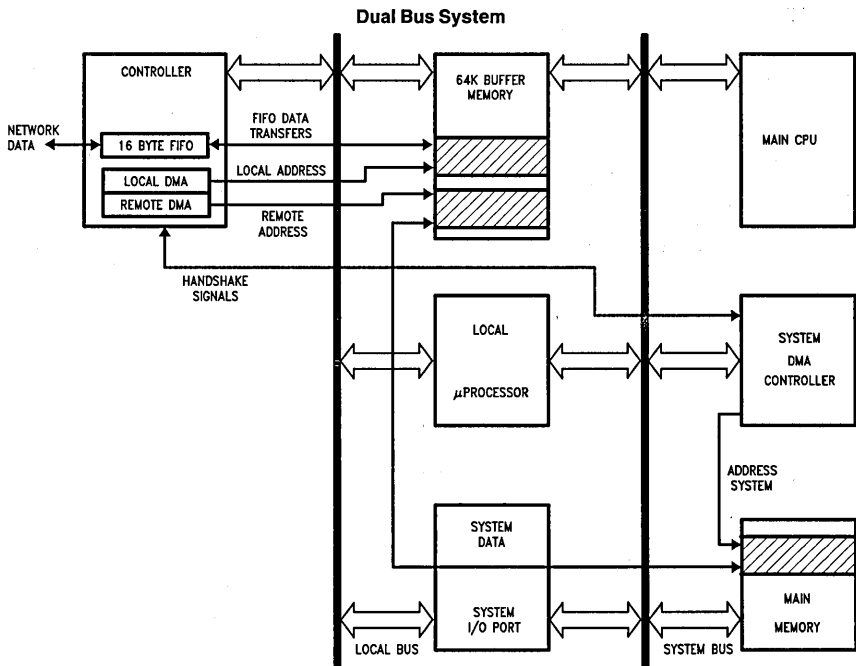 Dual Bus System
CONTROLLER
64K BUFFER
MEMORY
MAIN CPU
NETWORK
DATA
16 BYTE FIFO
FIFO DATA
TRANSFERS
LOCAL DMA
REMOTE DMA
LOCAL ADDRESS
REMOTE
ADDRESS
HANDSHAKE
SIGNALS
LOCAL
μPROCESSOR
SYSTEM
DMA
CONTROLLER
ADDRESS
SYSTEM
SYSTEM
DATA
SYSTEM
I/O PORT
MAIN
MEMORY
LOCAL BUS
SYSTEM BUS